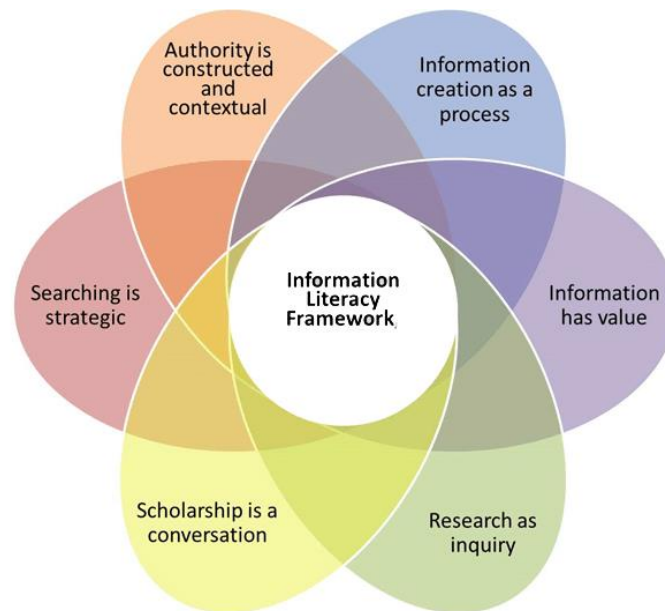 Authority is
constructed
and
contextual
Information
creation as a
process
Searching is
strategic
Information
Literacy
Framework
Information
has value
Scholarship is a
conversation
Research as
inquiry